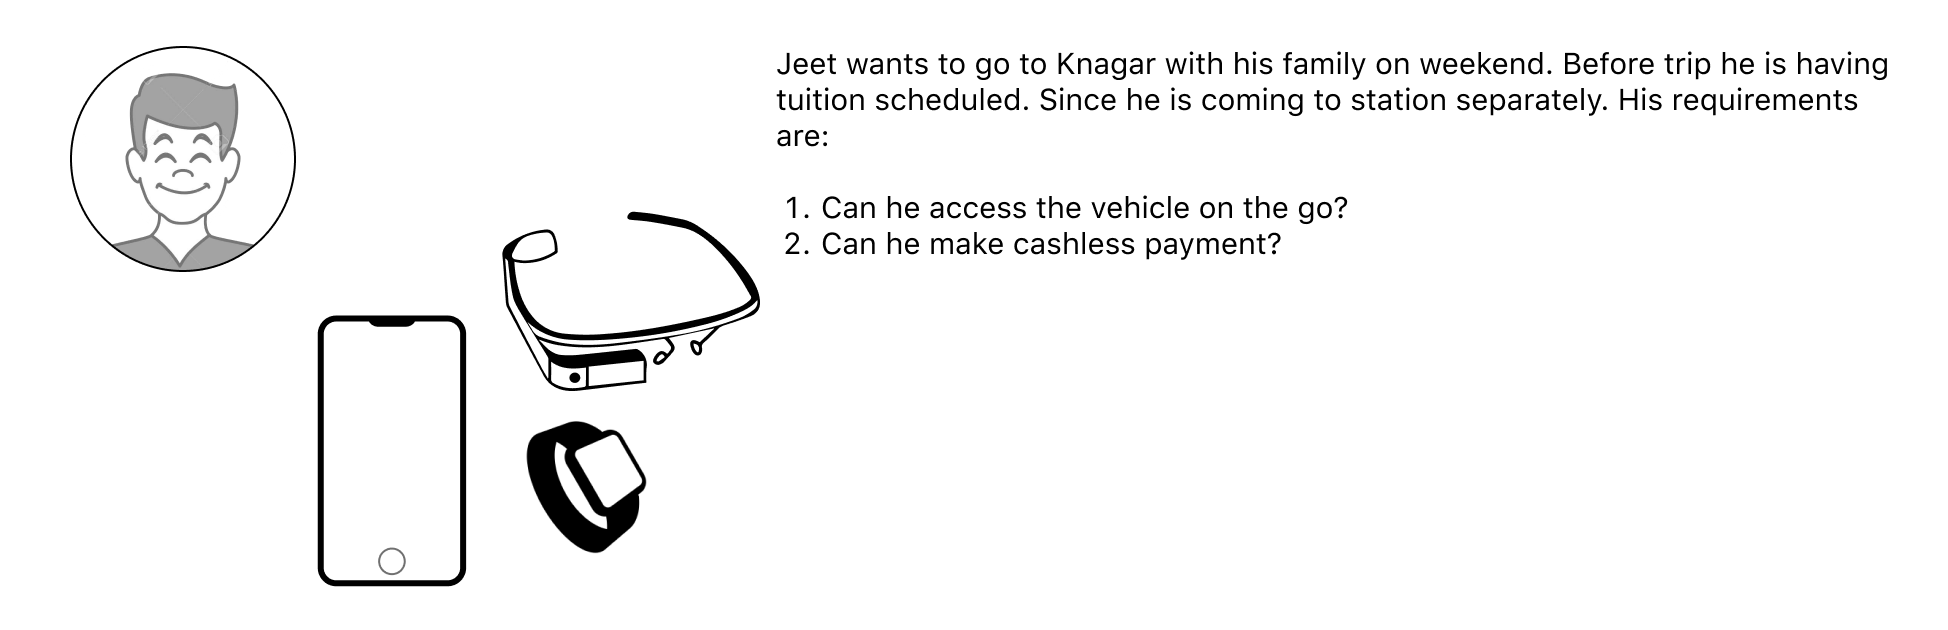 Jeet wants to go to Knagar with his family on weekend. Before trip he is having
tuition scheduled. Since he is coming to station separately. His requirements
are:
1. Can he access the vehicle on the go?
2. Can he make cashless payment?